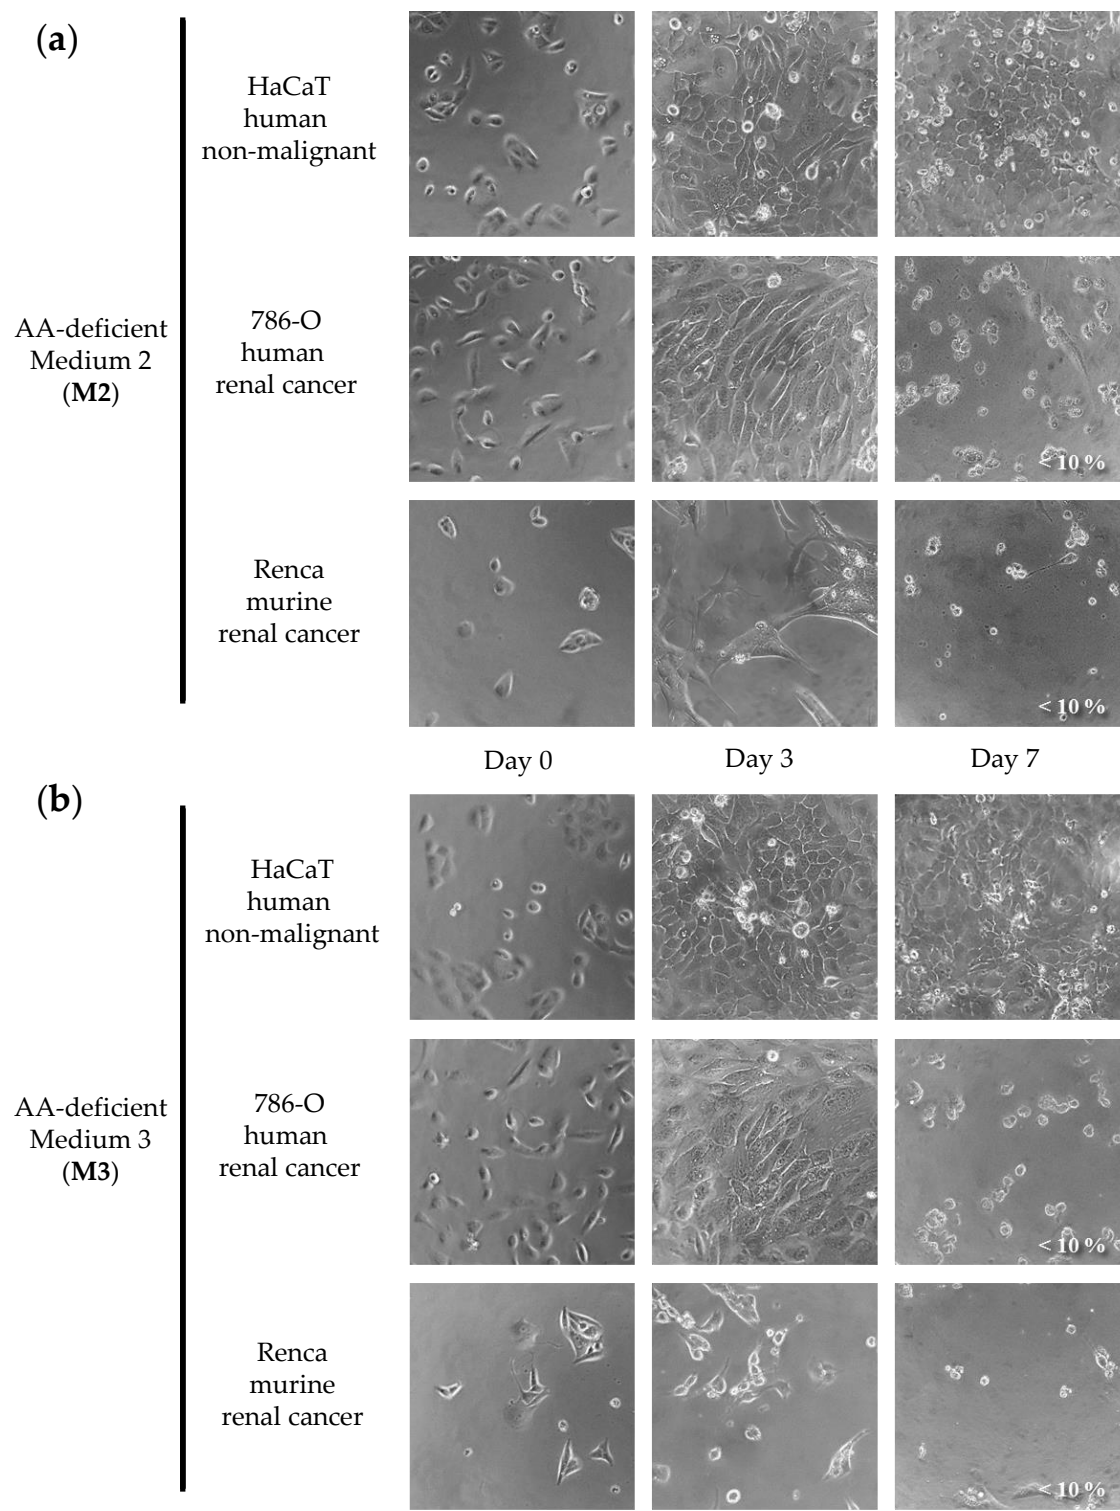 (a)
HaCaT
human
non-malignant
AA-deficient
Medium 2
(M2)
786-O
human
renal cancer
< 10 %
Renca
murine
renal cancer
< 10 %
Day 0
Day 3
Day 7
(b)
HaCaT
human
non-malignant
AA-deficient
Medium 3
(M3)
786-O
human
renal cancer
< 10 %
Renca
murine
renal cancer
< 10 %